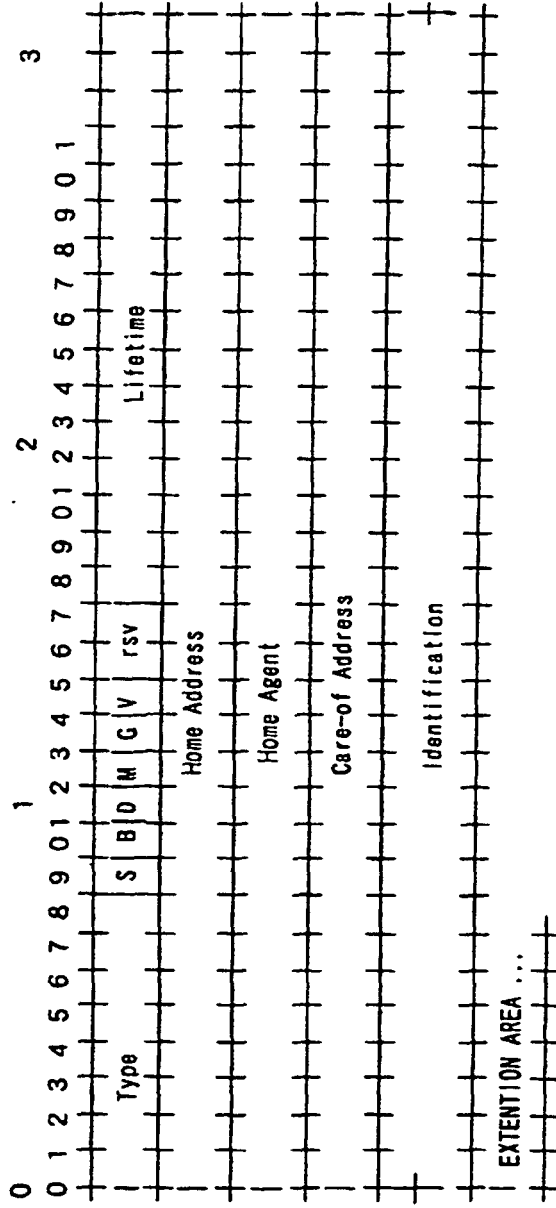 0 1 2 3
0 1 2 3 4 5 6 7 8 9 0 1 2 3 4 5 6 7 8 9 0 1 2 3 4 5 6 7 8 9 0 1
Type S B D M G V rsv Lifetime
Home Address
Home Agent
Care-of Address
Identification
EXTENTION AREA ...